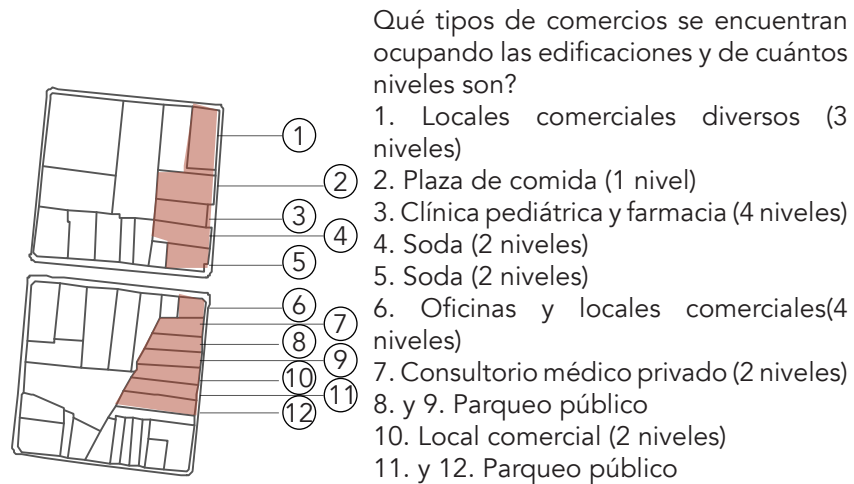 Qué tipos de comercios se encuentran
ocupando las edificaciones y de cuántos
niveles son?
1. Locales comerciales diversos (3
niveles)
2. Plaza de comida (1 nivel)
3. Clínica pediátrica y farmacia (4 niveles)
4. Soda (2 niveles)
5. Soda (2 niveles)
6. Oficinas y locales comerciales(4
niveles)
7. Consultorio médico privado (2 niveles)
8. y 9. Parqueo público
10. Local comercial (2 niveles)
11. y 12. Parqueo público
1
2
3
4
5
6
7
8
9
10
11
12